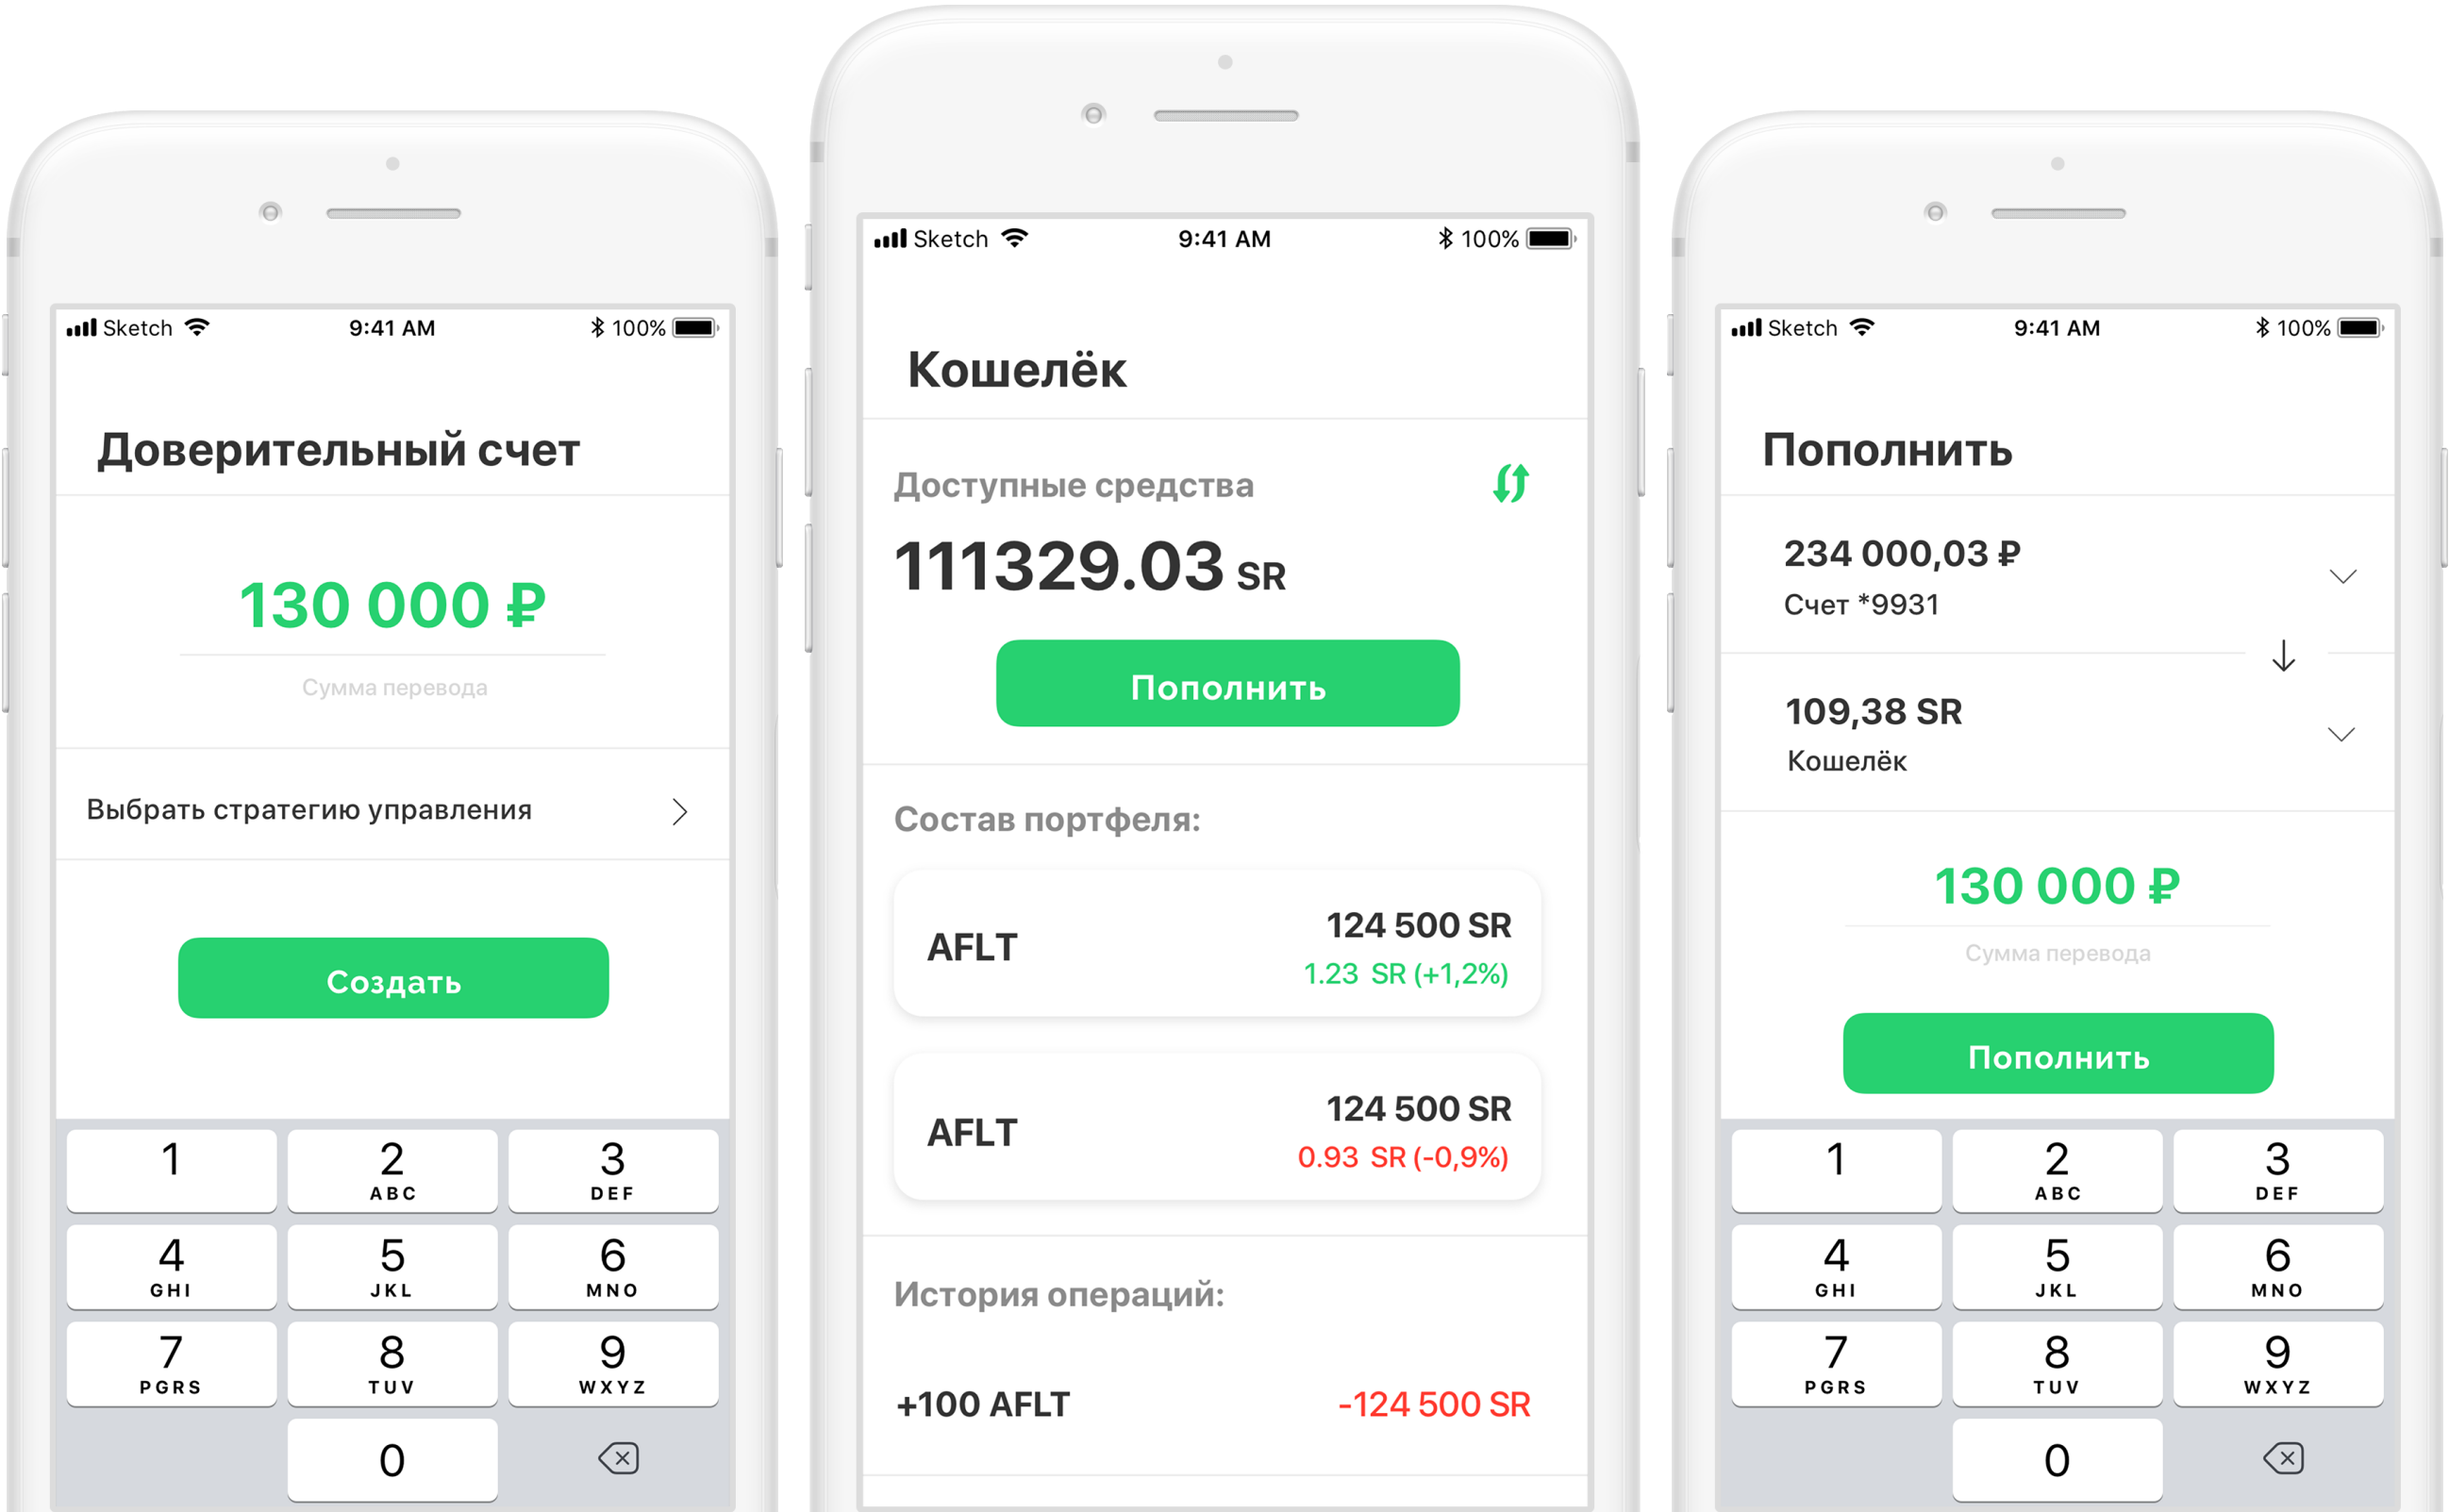 Sketch 9:41 AM 100%
Доверительный счет
130 000 ₽
Сумма перевода
Выбрать стратегию управления
Создать
1 2 3
ABC DEF
4 5 6
GHI JKL MNO
7 8 9
PGRS TUV WXYZ
0
Sketch 9:41 AM 100%
Кошелёк
Доступные средства
111329.03 SR
Пополнить
Состав портфеля:
AFLT
124 500 SR
1.23 SR (+1,2%)
AFLT
124 500 SR
0.93 SR (-0,9%)
История операций:
+100 AFLT -124 500 SR
Sketch 9:41 AM 100%
Пополнить
234 000,03 ₽
Счет *9931
109,38 SR
Кошелёк
130 000 ₽
Сумма перевода
Пополнить
1 2 3
ABC DEF
4 5 6
GHI JKL MNO
7 8 9
PGRS TUV WXYZ
0